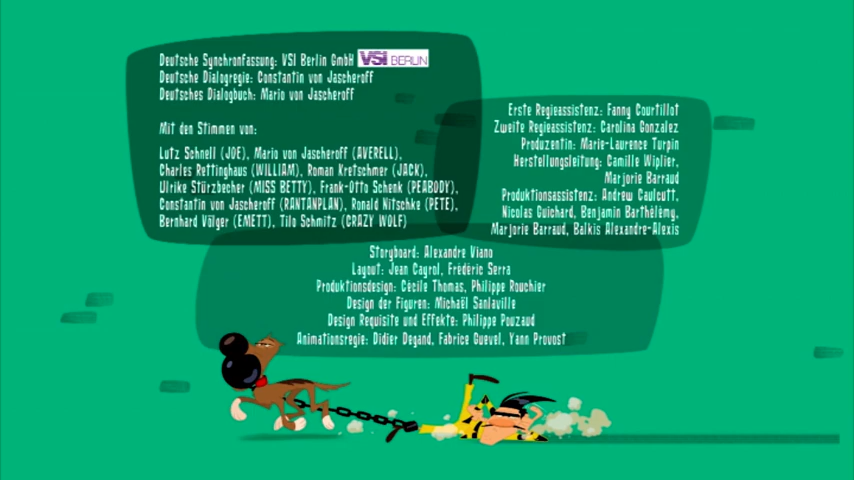 Deutsche Synchronfassung: VSI Berlin GmbH VSI BERLIN
Deutsche Dialogregie: Constantin von Jascheroff
Deutsches Dialogbuch: Mario von Jascheroff
Mit den Stimmen von:
Lutz Schnell (JOE), Mario von Jascheroff (AVERELL),
Charles Rettinghaus (WILLIAM), Roman Kretschmer (JACK),
Ulrike Stürzbecher (MISS BETTY), Frank-Otto Schenk (PEABODY),
Constantin von Jascheroff (RANTANPLAN), Ronald Nitschke (PETE),
Bernhard Völger (EMETT), Tilo Schmitz (CRAZY WOLF)
Erste Regieassistenz: Fanny Courtillot
Zweite Regieassistenz: Carolina Gonzalez
Produzentin: Marie-Laurence Turpin
Herstellungsleitung: Camille Wiplier,
Marjorie Barraud
Produktionsassistenz: Andrew Caulcutt,
Nicolas Guichard, Benjamin Barthélémy,
Marjorie Barraud, Balkis Alexandre-Alexis
Storyboard: Alexandre Viano
Layout: Jean Cayrol, Frédéric Serra
Produktionsdesign: Cécile Thomas, Philippe Rouchier
Design der Figuren: Michaël Sanlaville
Design Requisite und Effekte: Philippe Pouzaud
Animationsregie: Didier Degand, Fabrice Guevel, Yann Provost